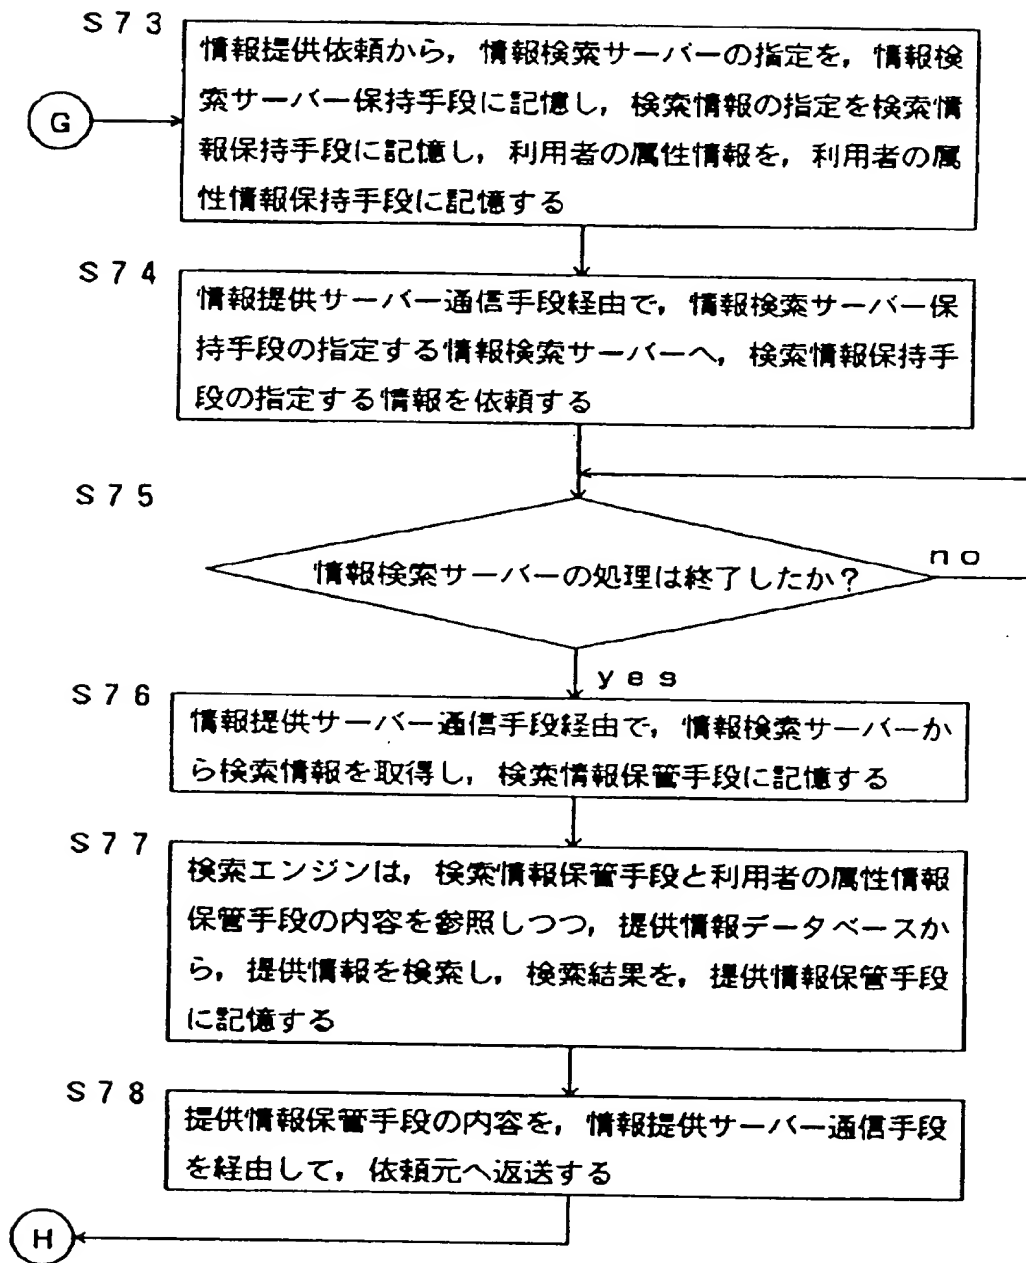 S73
情報提供依頼から，情報検索サーバーの指定を，情報検
索サーバー保持手段に記憶し，検索情報の指定を検索情
報保持手段に記憶し，利用者の属性情報を，利用者の属
性情報保持手段に記憶する
G
S74
情報提供サーバー通信手段経由で，情報検索サーバー保
持手段の指定する情報検索サーバーへ，検索情報保持手
段の指定する情報を依頼する
S75
情報検索サーバーの処理は終了したか？
no
yes
S76
情報提供サーバー通信手段経由で，情報検索サーバーか
ら検索情報を取得し，検索情報保管手段に記憶する
S77
検索エンジンは，検索情報保管手段と利用者の属性情報
保管手段の内容を参照しつつ，提供情報データベースか
ら，提供情報を検索し，検索結果を，提供情報保管手段
に記憶する
S78
提供情報保管手段の内容を，情報提供サーバー通信手段
を経由して，依頼元へ返送する
H